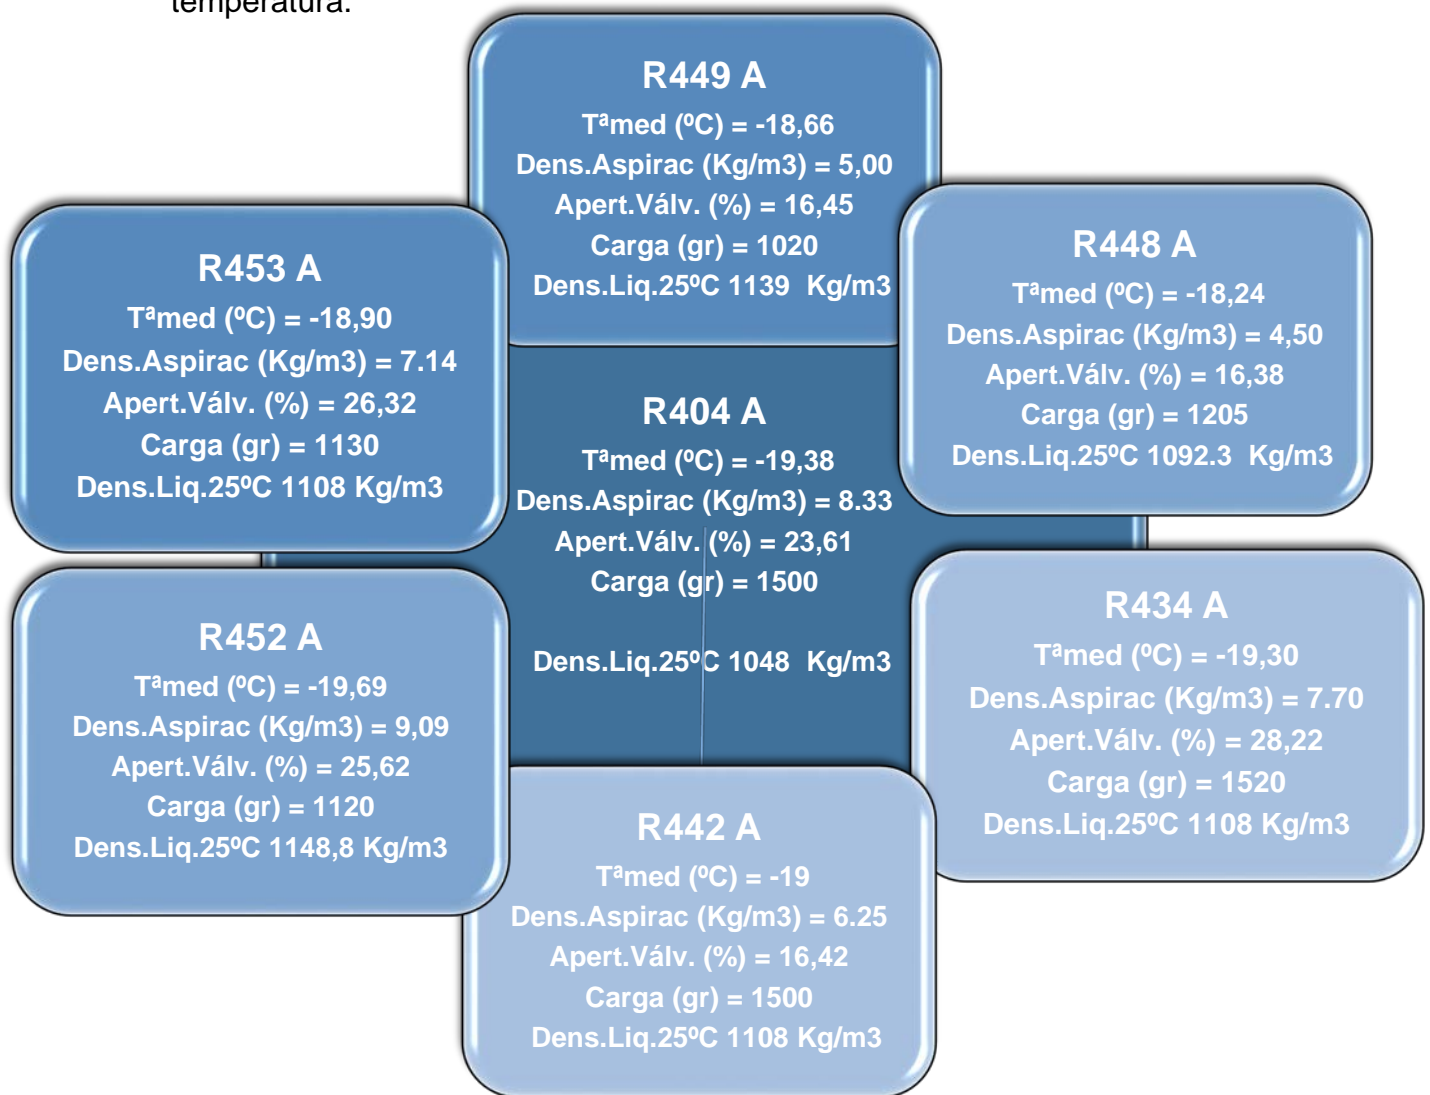 temperatura.
R449 A
Tªmed (ºC) = -18,66
Dens.Aspirac (Kg/m3) = 5,00
Apert.Válv. (%) = 16,45
Carga (gr) = 1020
Dens.Liq.25ºC 1139 Kg/m3
R453 A
Tªmed (ºC) = -18,90
Dens.Aspirac (Kg/m3) = 7.14
Apert.Válv. (%) = 26,32
Carga (gr) = 1130
Dens.Liq.25ºC 1108 Kg/m3
R448 A
Tªmed (ºC) = -18,24
Dens.Aspirac (Kg/m3) = 4,50
Apert.Válv. (%) = 16,38
Carga (gr) = 1205
Dens.Liq.25ºC 1092.3 Kg/m3
R404 A
Tªmed (ºC) = -19,38
Dens.Aspirac (Kg/m3) = 8.33
Apert.Válv. (%) = 23,61
Carga (gr) = 1500
Dens.Liq.25ºC 1048 Kg/m3
R452 A
Tªmed (ºC) = -19,69
Dens.Aspirac (Kg/m3) = 9,09
Apert.Válv. (%) = 25,62
Carga (gr) = 1120
Dens.Liq.25ºC 1148,8 Kg/m3
R434 A
Tªmed (ºC) = -19,30
Dens.Aspirac (Kg/m3) = 7.70
Apert.Válv. (%) = 28,22
Carga (gr) = 1520
Dens.Liq.25ºC 1108 Kg/m3
R442 A
Tªmed (ºC) = -19
Dens.Aspirac (Kg/m3) = 6.25
Apert.Válv. (%) = 16,42
Carga (gr) = 1500
Dens.Liq.25ºC 1108 Kg/m3